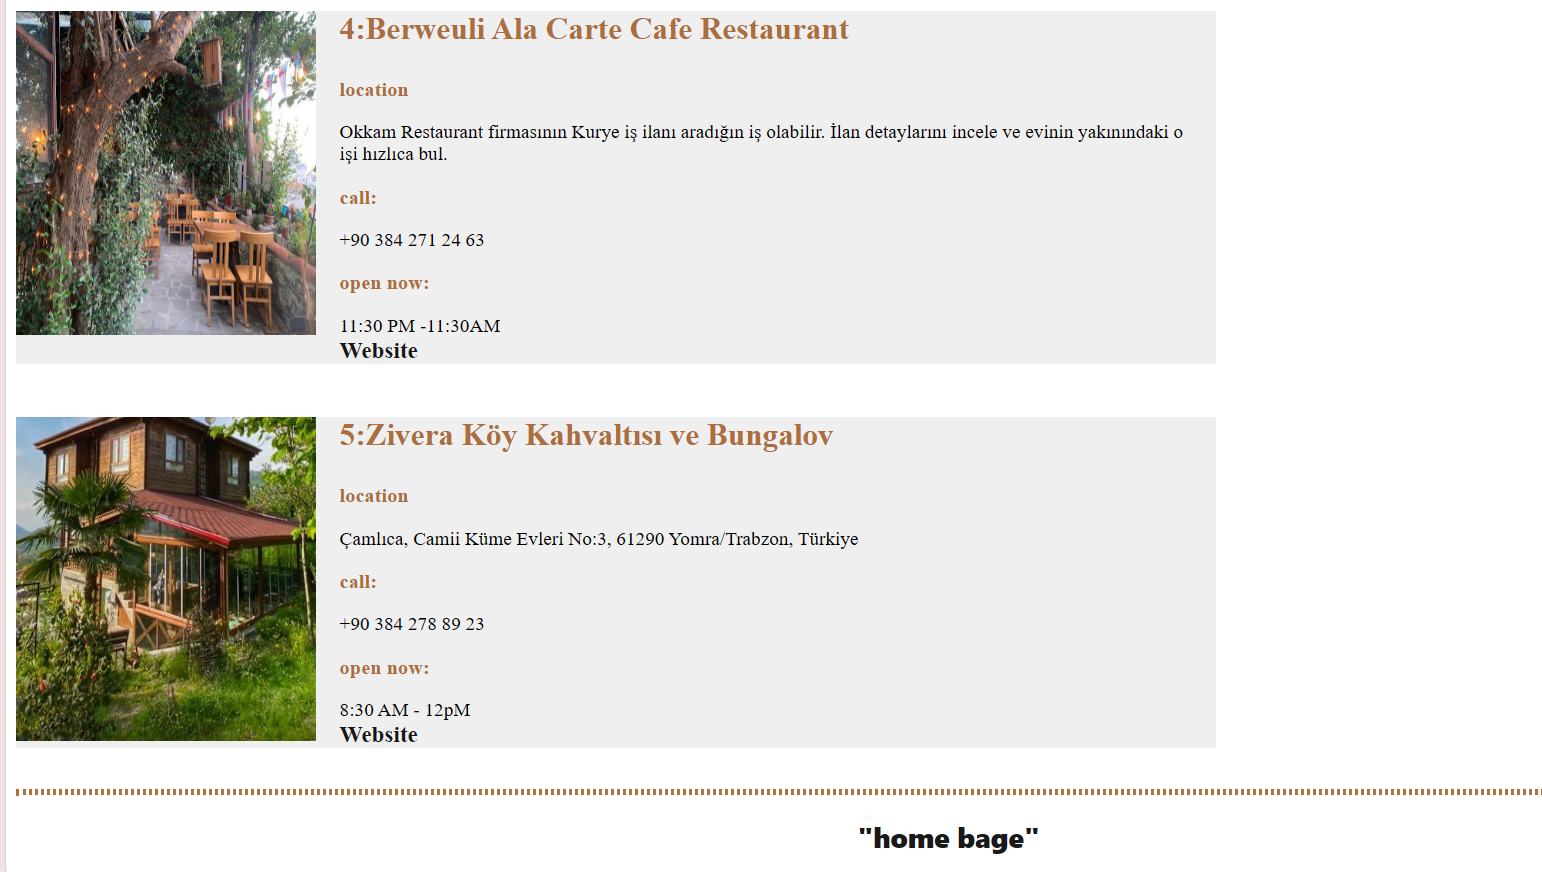 4:Berweuli Ala Carte Cafe Restaurant
location
Okkam Restaurant firmasının Kurye iş ilanı aradığın iş olabilir. İlan detaylarını incele ve evinin yakınındaki o
işi hızlıca bul.
call:
+90 384 271 24 63
open now:
11:30 PM -11:30AM
Website
5:Zivera Köy Kahvaltısı ve Bungalov
location
Çamlıca, Camii Küme Evleri No:3, 61290 Yomra/Trabzon, Türkiye
call:
+90 384 278 89 23
open now:
8:30 AM - 12pM
Website
"home bage"